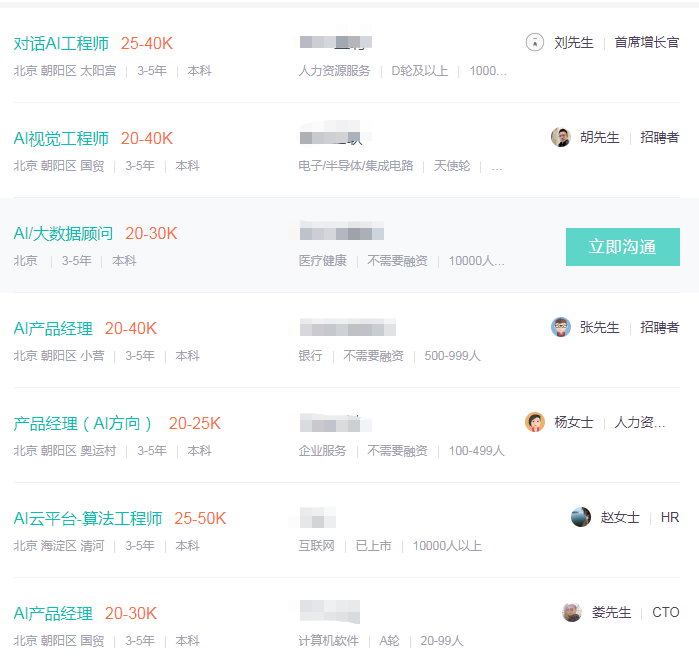 对话AI工程师 25-40K 刘先生 首席增长官
北京 朝阳区 太阳宫 3-5年 本科 人力资源服务 D轮及以上 1000...
AI视觉工程师 20-40K 胡先生 招聘者
北京 朝阳区 国贸 3-5年 本科 电子/半导体/集成电路 天使轮 ...
AI/大数据顾问 20-30K 立即沟通
北京 3-5年 本科 医疗健康 不需要融资 10000人...
AI产品经理 20-40K 张先生 招聘者
北京 朝阳区 小营 3-5年 本科 银行 不需要融资 500-999人
产品经理（AI方向） 20-25K 杨女士 人力资...
北京 朝阳区 奥运村 3-5年 本科 企业服务 不需要融资 100-499人
AI云平台-算法工程师 25-50K 赵女士 HR
北京 海淀区 清河 3-5年 本科 互联网 已上市 10000人以上
AI产品经理 20-30K 娄先生 CTO
北京 朝阳区 国贸 3-5年 本科 计算机软件 A轮 20-99人